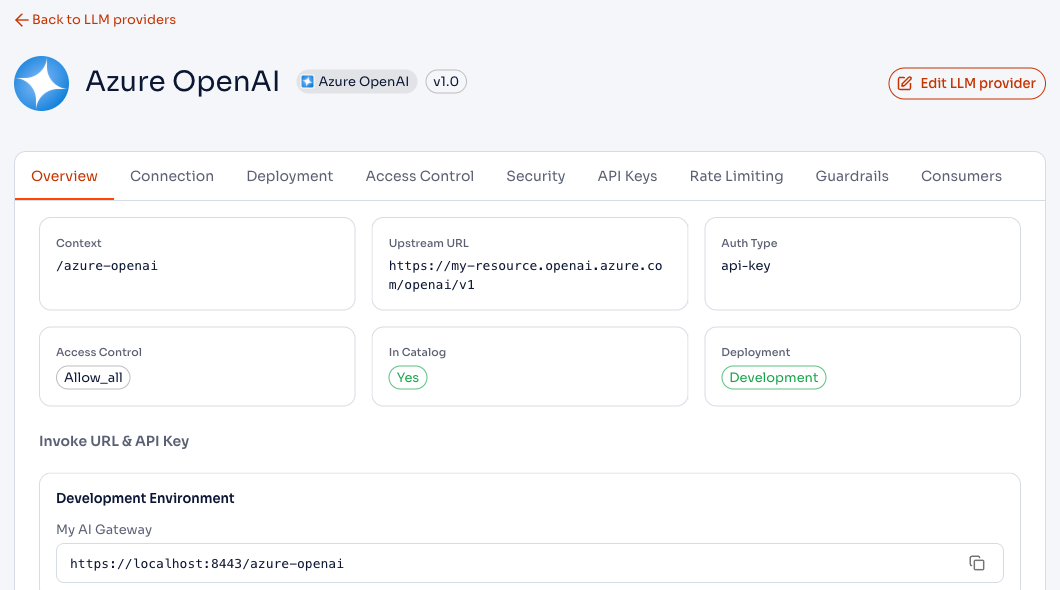 Back to LLM providers
Azure OpenAI Azure OpenAI v1.0
Edit LLM provider
Overview Connection Deployment Access Control Security API Keys Rate Limiting Guardrails Consumers
Context
/azure-openai
Upstream URL
https://my-resource.openai.azure.co
m/openai/v1
Auth Type
api-key
Access Control
Allow_all
In Catalog
Yes
Deployment
Development
Invoke URL & API Key
Development Environment
My AI Gateway
https://localhost:8443/azure-openai